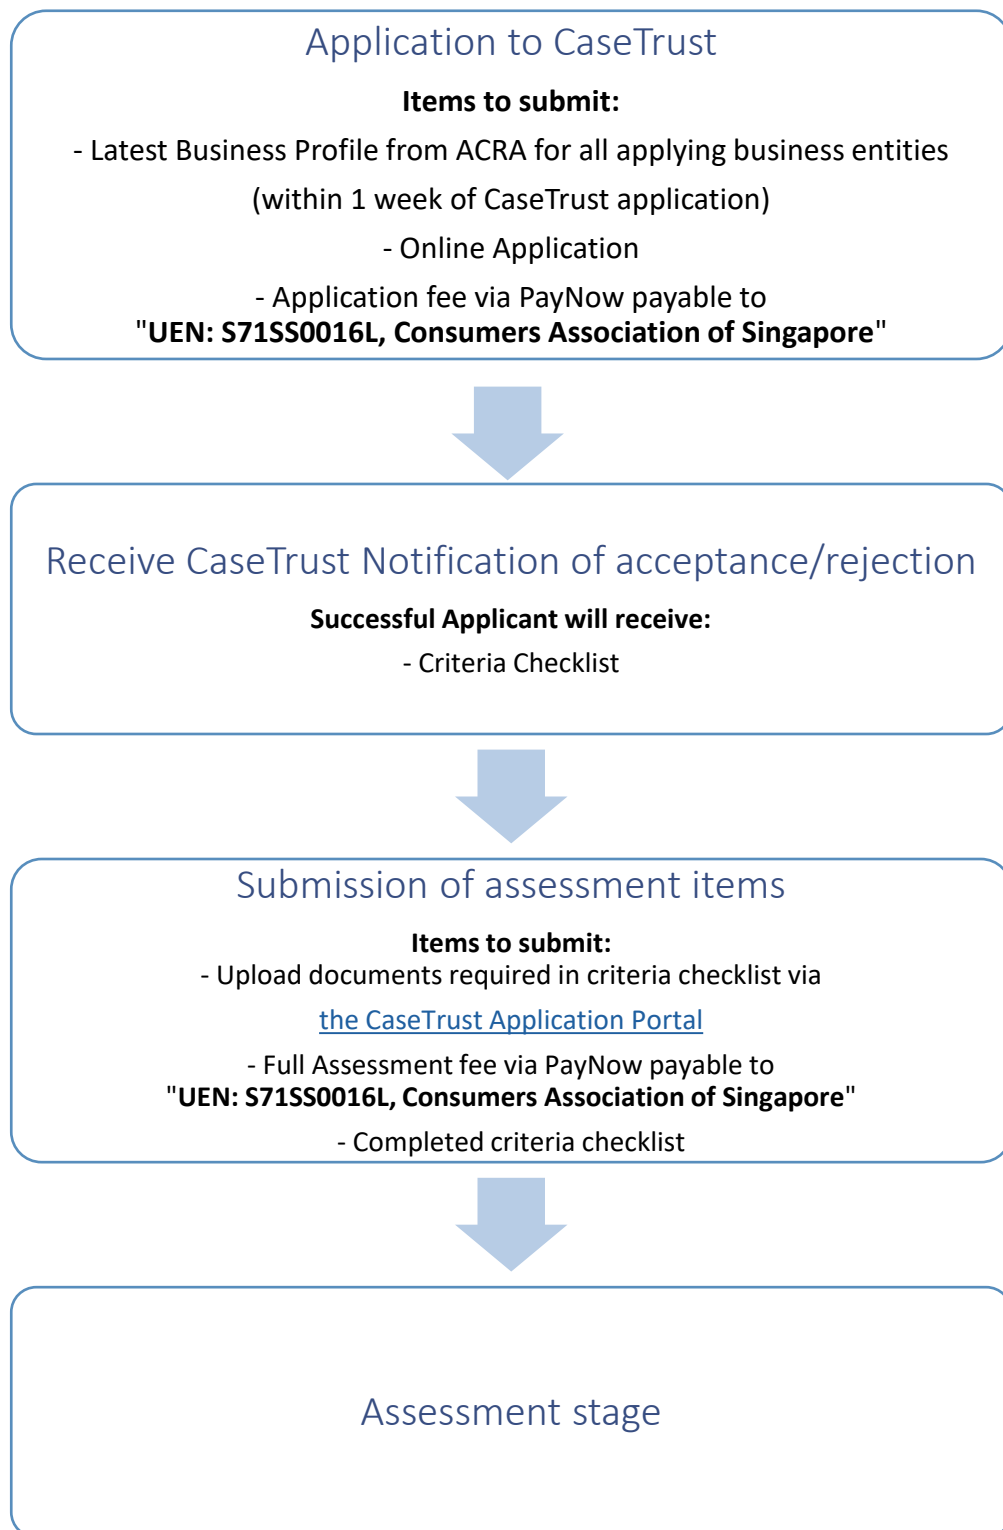 Application to CaseTrust
Items to submit:
- Latest Business Profile from ACRA for all applying business entities
(within 1 week of CaseTrust application)
- Online Application
- Application fee via PayNow payable to
"UEN: S71SS0016L, Consumers Association of Singapore"
Receive CaseTrust Notification of acceptance/rejection
Successful Applicant will receive:
- Criteria Checklist
Submission of assessment items
Items to submit:
- Upload documents required in criteria checklist via
the CaseTrust Application Portal
- Full Assessment fee via PayNow payable to
"UEN: S71SS0016L, Consumers Association of Singapore"
- Completed criteria checklist
Assessment stage